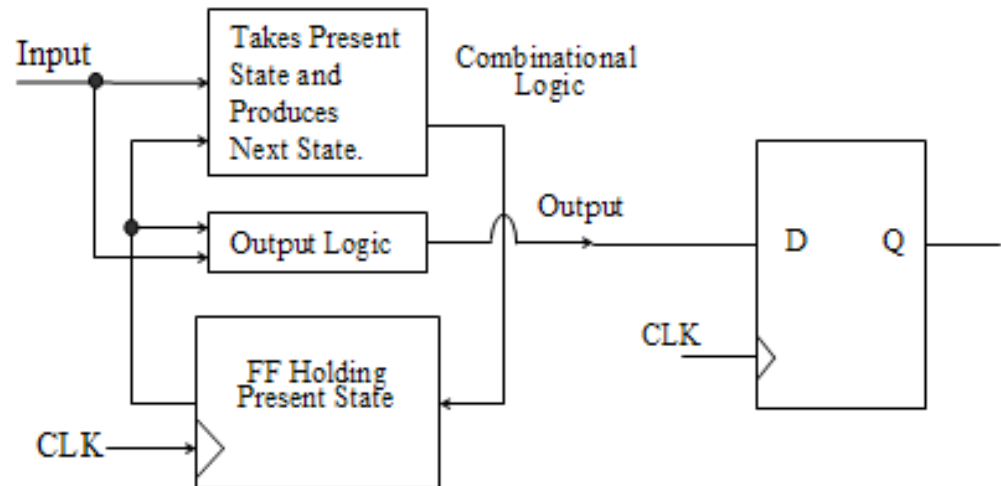 Input
Takes Present
State and
Produces
Next State.
Combinational
Logic
Output Logic
Output
D Q
CLK
FF Holding
Present State
CLK